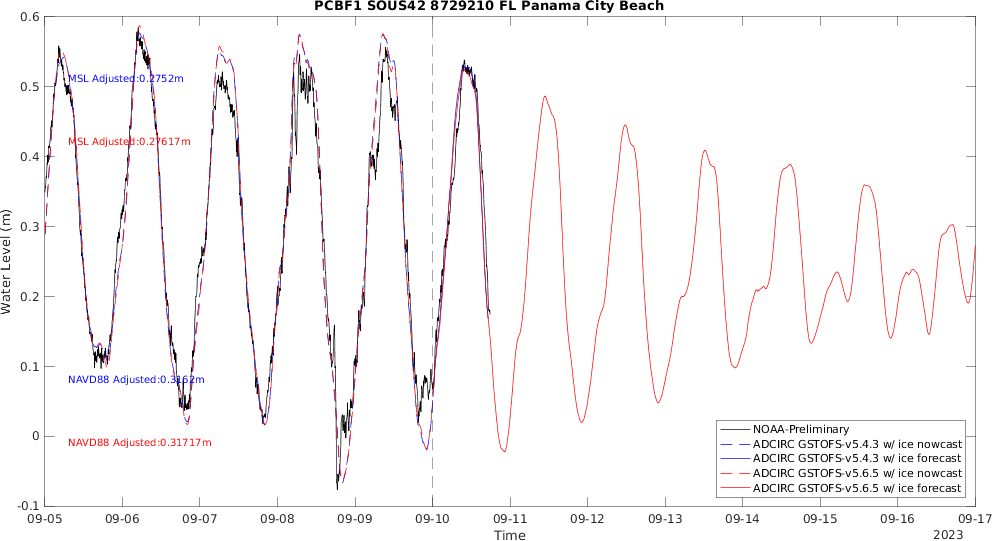 PCBF1 SOUS42 8729210 FL Panama City Beach
0.6
0.5
0.4
0.3
0.2
0.1
0
-0.1
Water Level (m)
MSL Adjusted:0.2752m
MSL Adjusted:0.27617m
NAVD88 Adjusted:0.3162m
NAVD88 Adjusted:0.31717m
NOAA-Preliminary
ADCIRC GSTOFS-v5.4.3 w/ ice nowcast
ADCIRC GSTOFS-v5.4.3 w/ ice forecast
ADCIRC GSTOFS-v5.6.5 w/ ice nowcast
ADCIRC GSTOFS-v5.6.5 w/ ice forecast
09-05 09-06 09-07 09-08 09-09 09-10 09-11 09-12 09-13 09-14 09-15 09-16 09-17
Time
2023